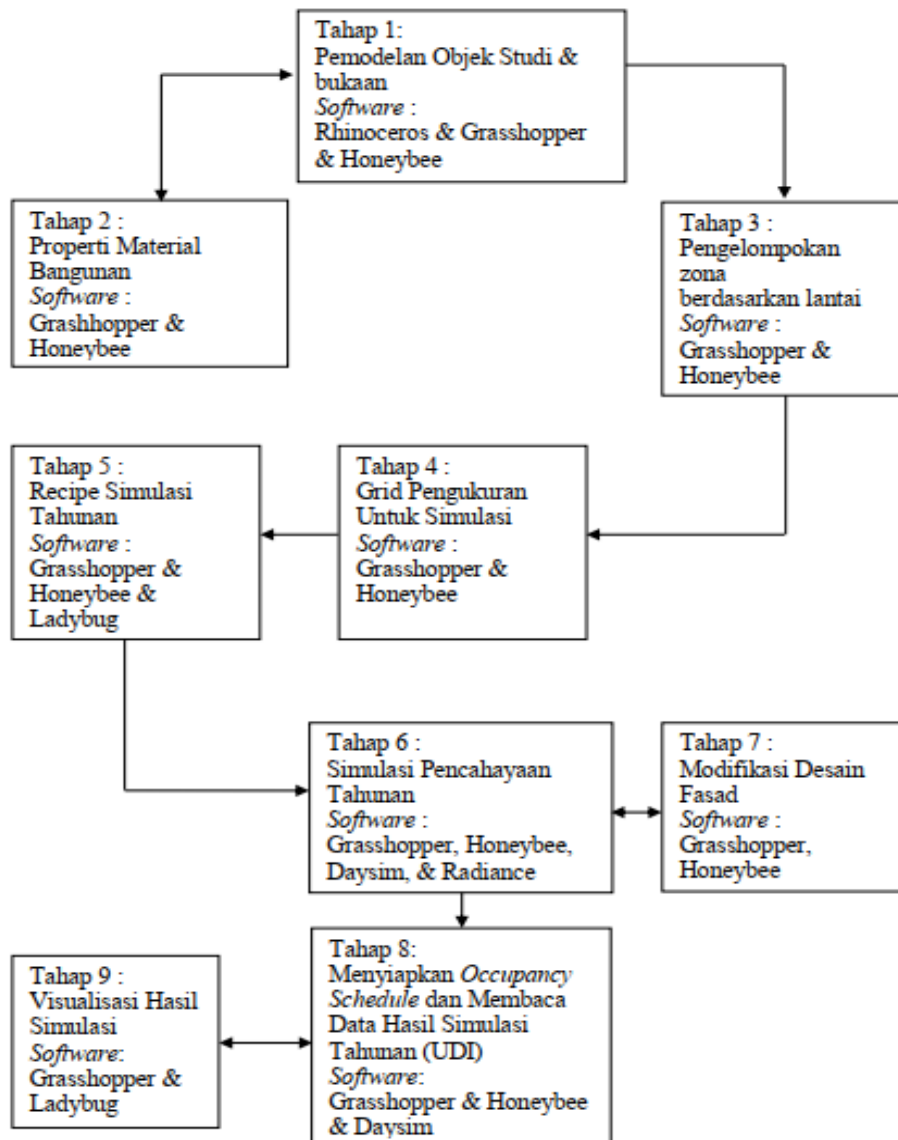 Tahap 1:
Pemodelan Objek Studi &
bukaan
Software :
Rhinoceros & Grasshopper
& Honeybee
Tahap 2 :
Properti Material
Bangunan
Software :
Grashhopper &
Honeybee
Tahap 3 :
Pengelompokan
zona
berdasarkan lantai
Software :
Grasshopper &
Honeybee
Tahap 4 :
Grid Pengukuran
Untuk Simulasi
Software :
Grasshopper &
Honeybee
Tahap 5 :
Recipe Simulasi
Tahunan
Software :
Grasshopper &
Honeybee &
Ladybug
Tahap 6 :
Simulasi Pencahayaan
Tahunan
Software :
Grasshopper, Honeybee,
Daysim, & Radiance
Tahap 7 :
Modifikasi Desain
Fasad
Software :
Grasshopper,
Honeybee
Tahap 8:
Menyiapkan Occupancy
Schedule dan Membaca
Data Hasil Simulasi
Tahunan (UDI)
Software:
Grasshopper & Honeybee
& Daysim
Tahap 9 :
Visualisasi Hasil
Simulasi
Software:
Grasshopper &
Ladybug